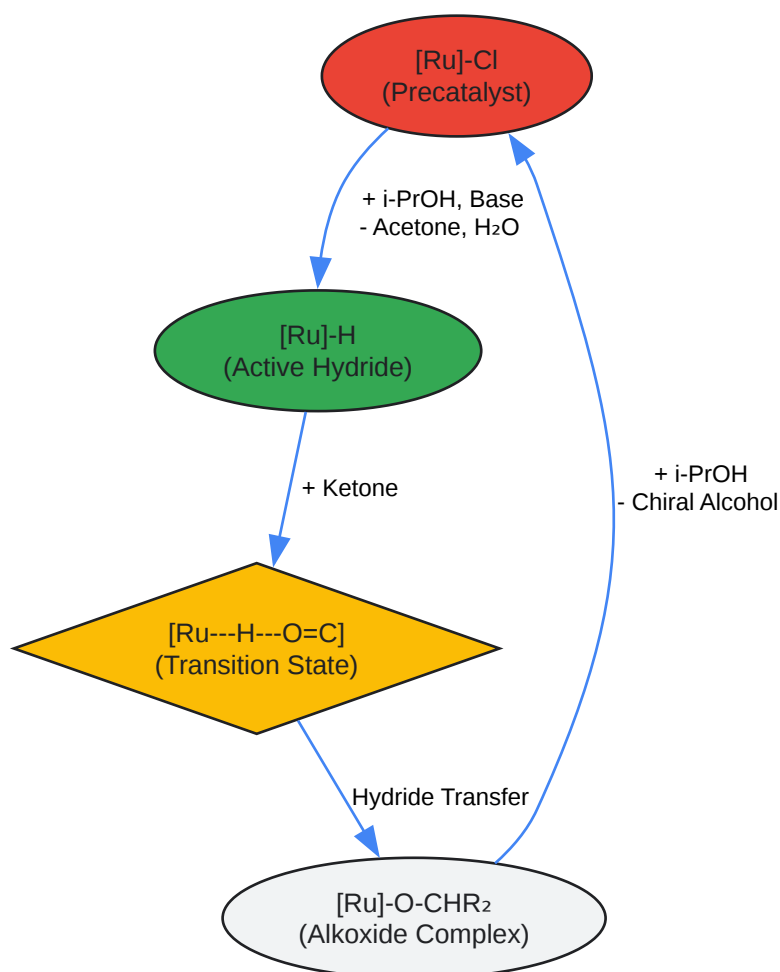 [Ru]-Cl
(Precatalyst)
+ i-PrOH, Base
- Acetone, H₂O
[Ru]-H
(Active Hydride)
+ Ketone
+ i-PrOH
- Chiral Alcohol
[Ru---H---O=C]
(Transition State)
Hydride Transfer
[Ru]-O-CHR₂
(Alkoxide Complex)